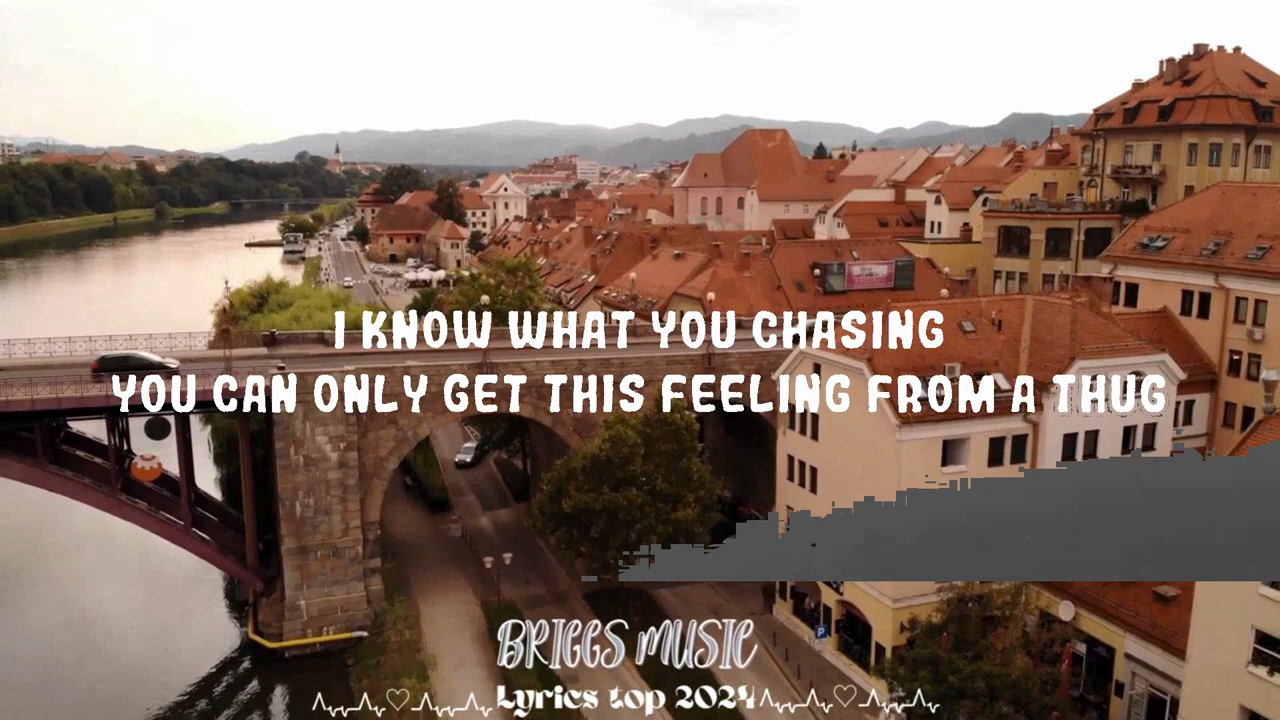 I KNOW WHAT YOU CHASING
YOU CAN ONLY GET THIS FEELING FROM A THUG
BRIGGS MUSIC
Lyrics top 2024